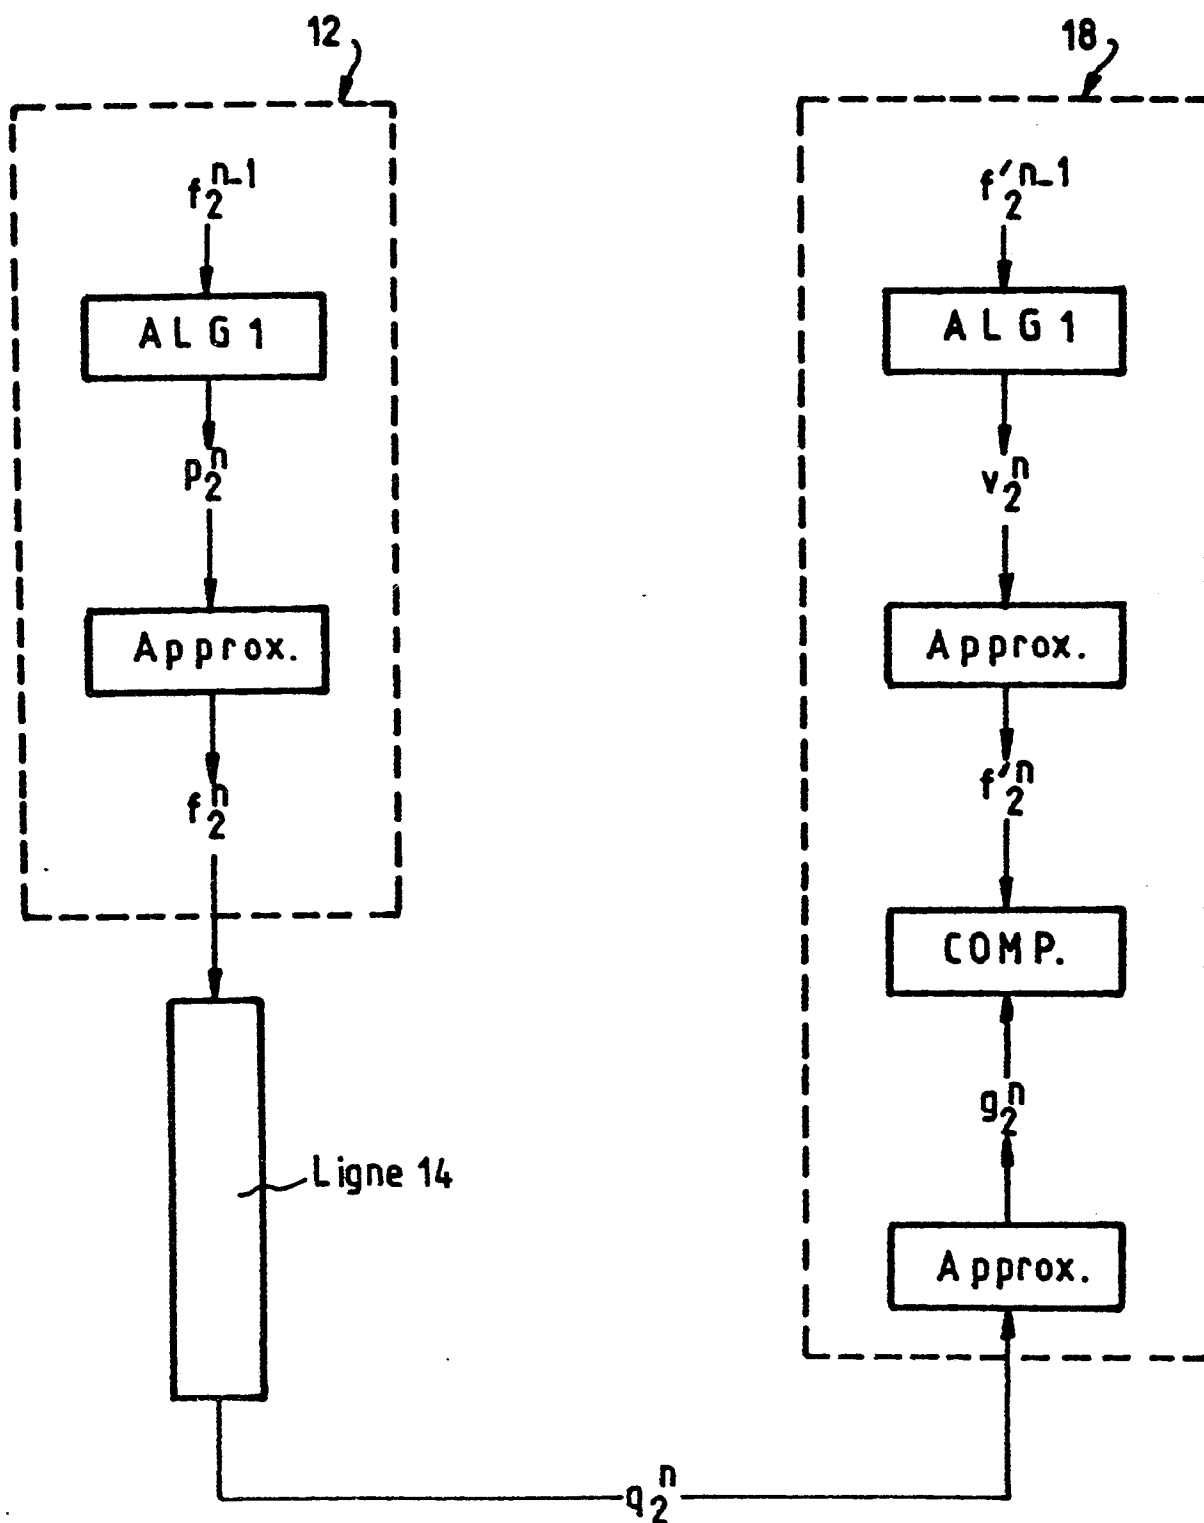 12
f₂ⁿ⁻¹
ALG1
p₂ⁿ
Approx.
f₂ⁿ
Ligne 14
q₂ⁿ
18
f'₂ⁿ⁻¹
ALG1
v₂ⁿ
Approx.
f'₂ⁿ
COMP.
g₂ⁿ
Approx.